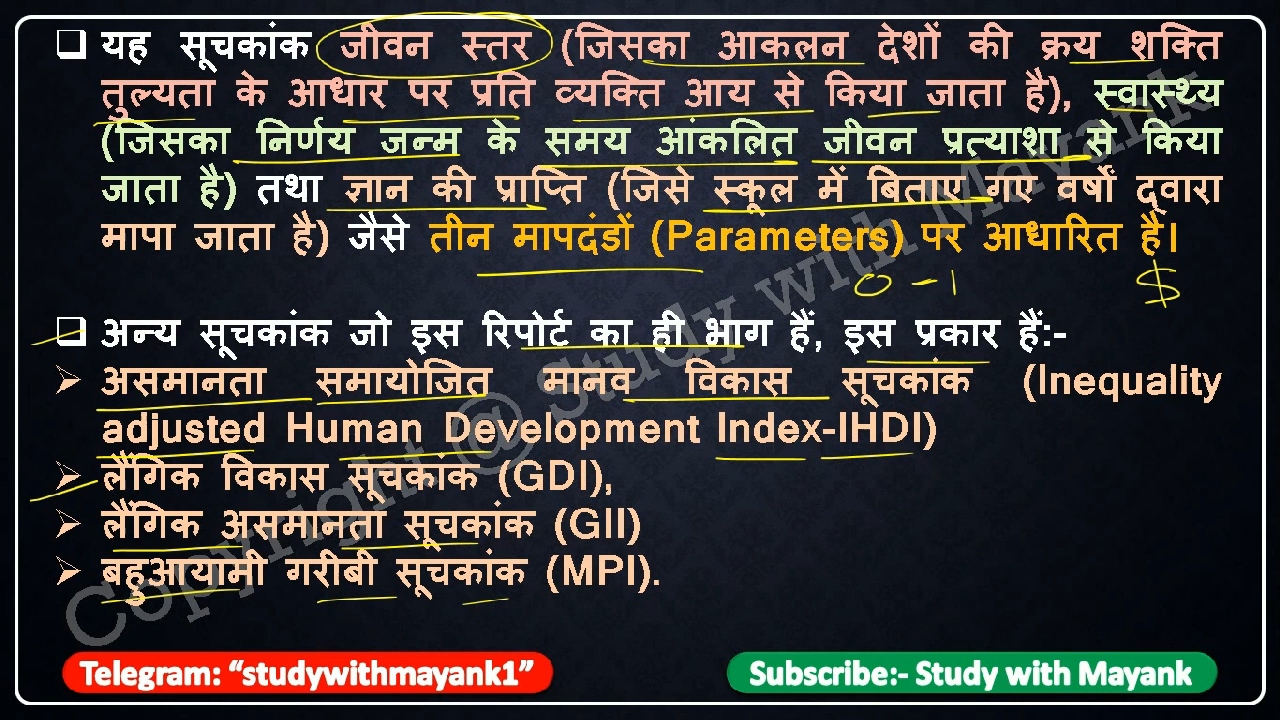 ❑ यह सूचकांक जीवन स्तर (जिसका आकलन देशों की क्रय शक्ति
तुल्यता के आधार पर प्रति व्यक्ति आय से किया जाता है), स्वास्थ्य
(जिसका निर्णय जन्म के समय आंकलित जीवन प्रत्याशा से किया
जाता है) तथा ज्ञान की प्राप्ति (जिसे स्कूल में बिताए गए वर्षों द्वारा
मापा जाता है) जैसे तीन मापदंडों (Parameters) पर आधारित है।
0 - 1 $
❑ अन्य सूचकांक जो इस रिपोर्ट का ही भाग हैं, इस प्रकार हैं:-
➢ असमानता समायोजित मानव विकास सूचकांक (Inequality
adjusted Human Development Index-IHDI)
➢ लैंगिक विकास सूचकांक (GDI),
➢ लैंगिक असमानता सूचकांक (GII)
➢ बहुआयामी गरीबी सूचकांक (MPI).
Copyright @ Study with Mayank
Telegram: “studywithmayank1”
Subscribe:- Study with Mayank